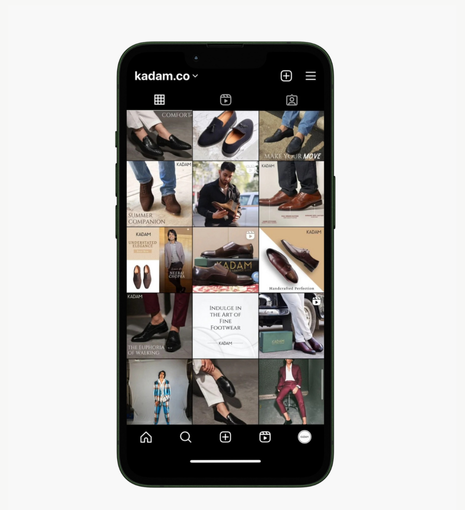 kadam.co
COMFORT
MAKE YOUR MOVE
KADAM
SUMMER
COMPANION
KADAM
KADAM
UNDERSTATED
ELEGANCE
KADAM
Handcrafted Perfection
KADAM
THE EUPHORIA
OF WALKING
INDULGE IN
THE ART OF
FINE
FOOTWEAR
KADAM